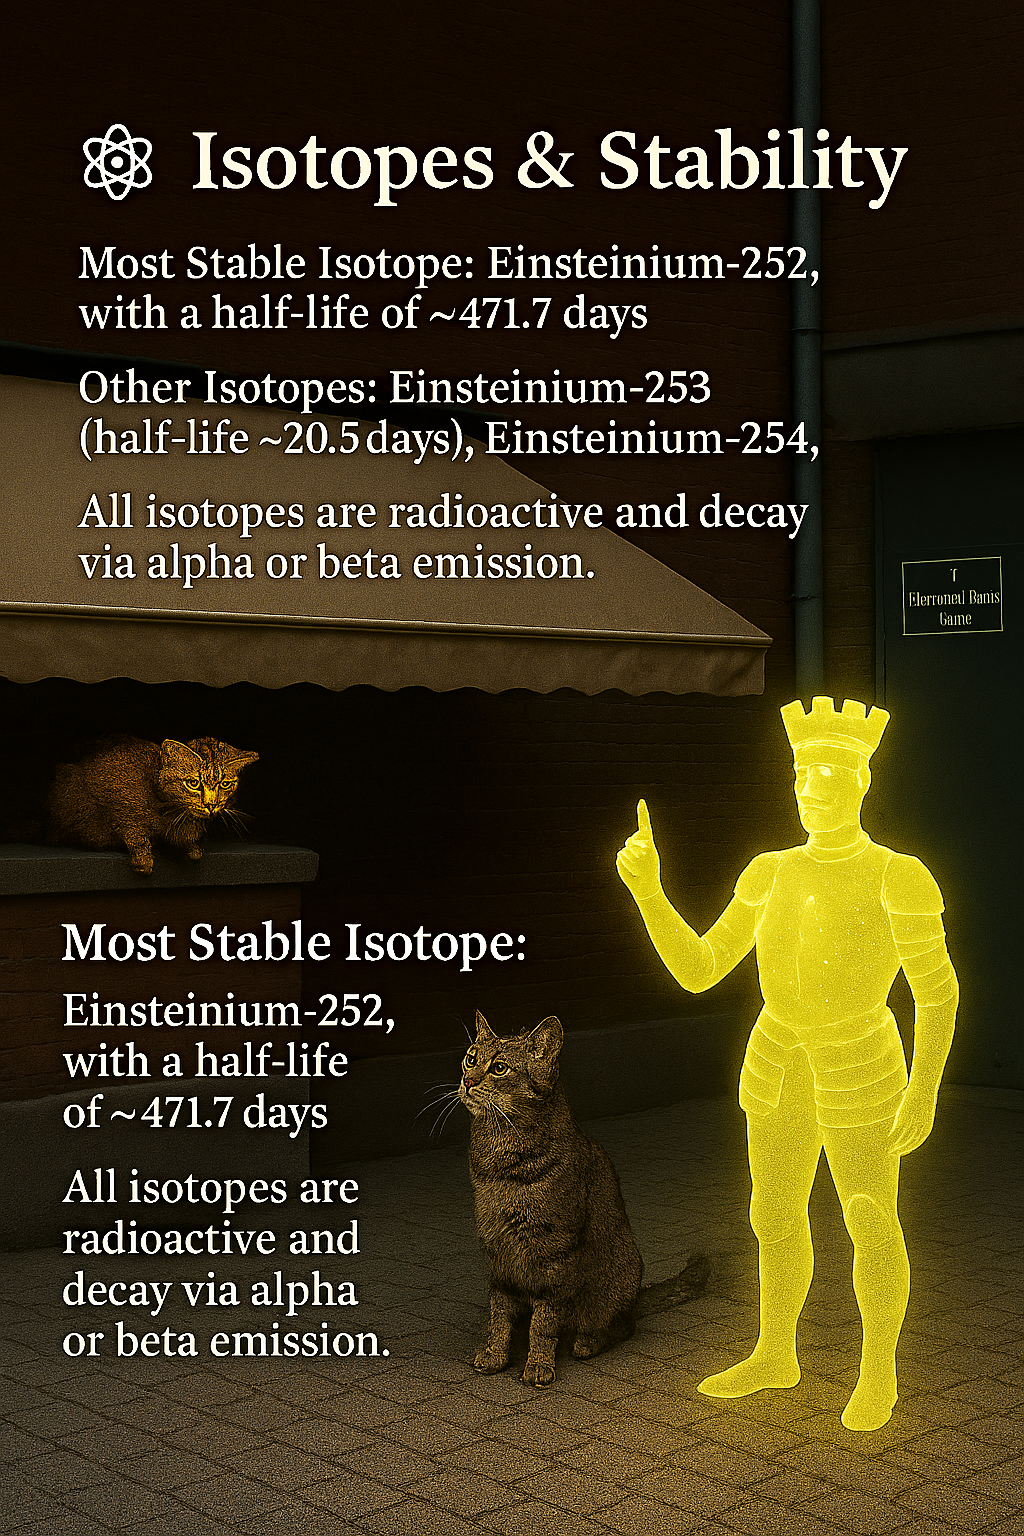 Isotopes & Stability
Most Stable Isotope: Einsteinium-252,
with a half-life of ~471.7 days
Other Isotopes: Einsteinium-253
(half-life ~20.5 days), Einsteinium-254,
All isotopes are radioactive and decay
via alpha or beta emission.
Game
Most Stable Isotope:
Einsteinium-252,
with a half-life
of ~471.7 days
All isotopes are
radioactive and
decay via alpha
or beta emission.